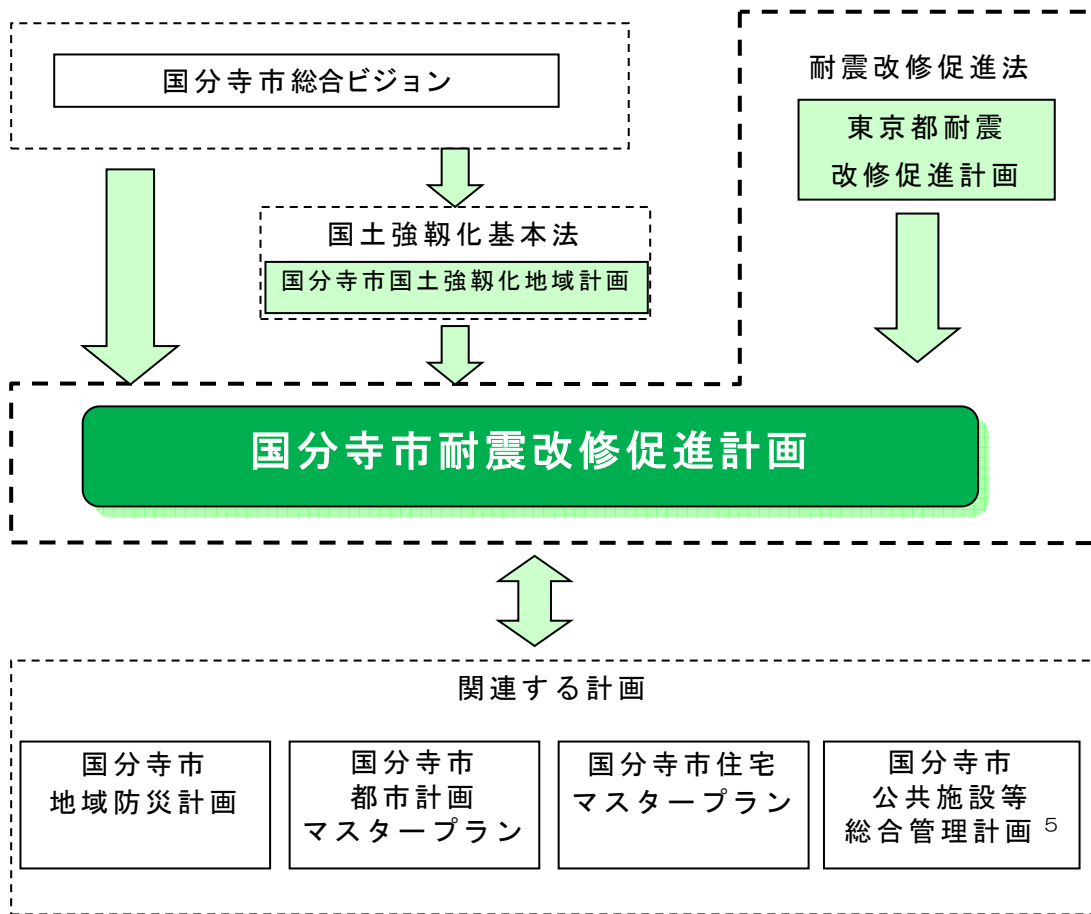 国分寺市総合ビジョン
耐震改修促進法
東京都耐震
改修促進計画
国土強靱化基本法
国分寺市国土強靱化地域計画
国分寺市耐震改修促進計画
関連する計画
国分寺市
地域防災計画
国分寺市
都市計画
マスタープラン
国分寺市住宅
マスタープラン
国分寺市
公共施設等
総合管理計画 5